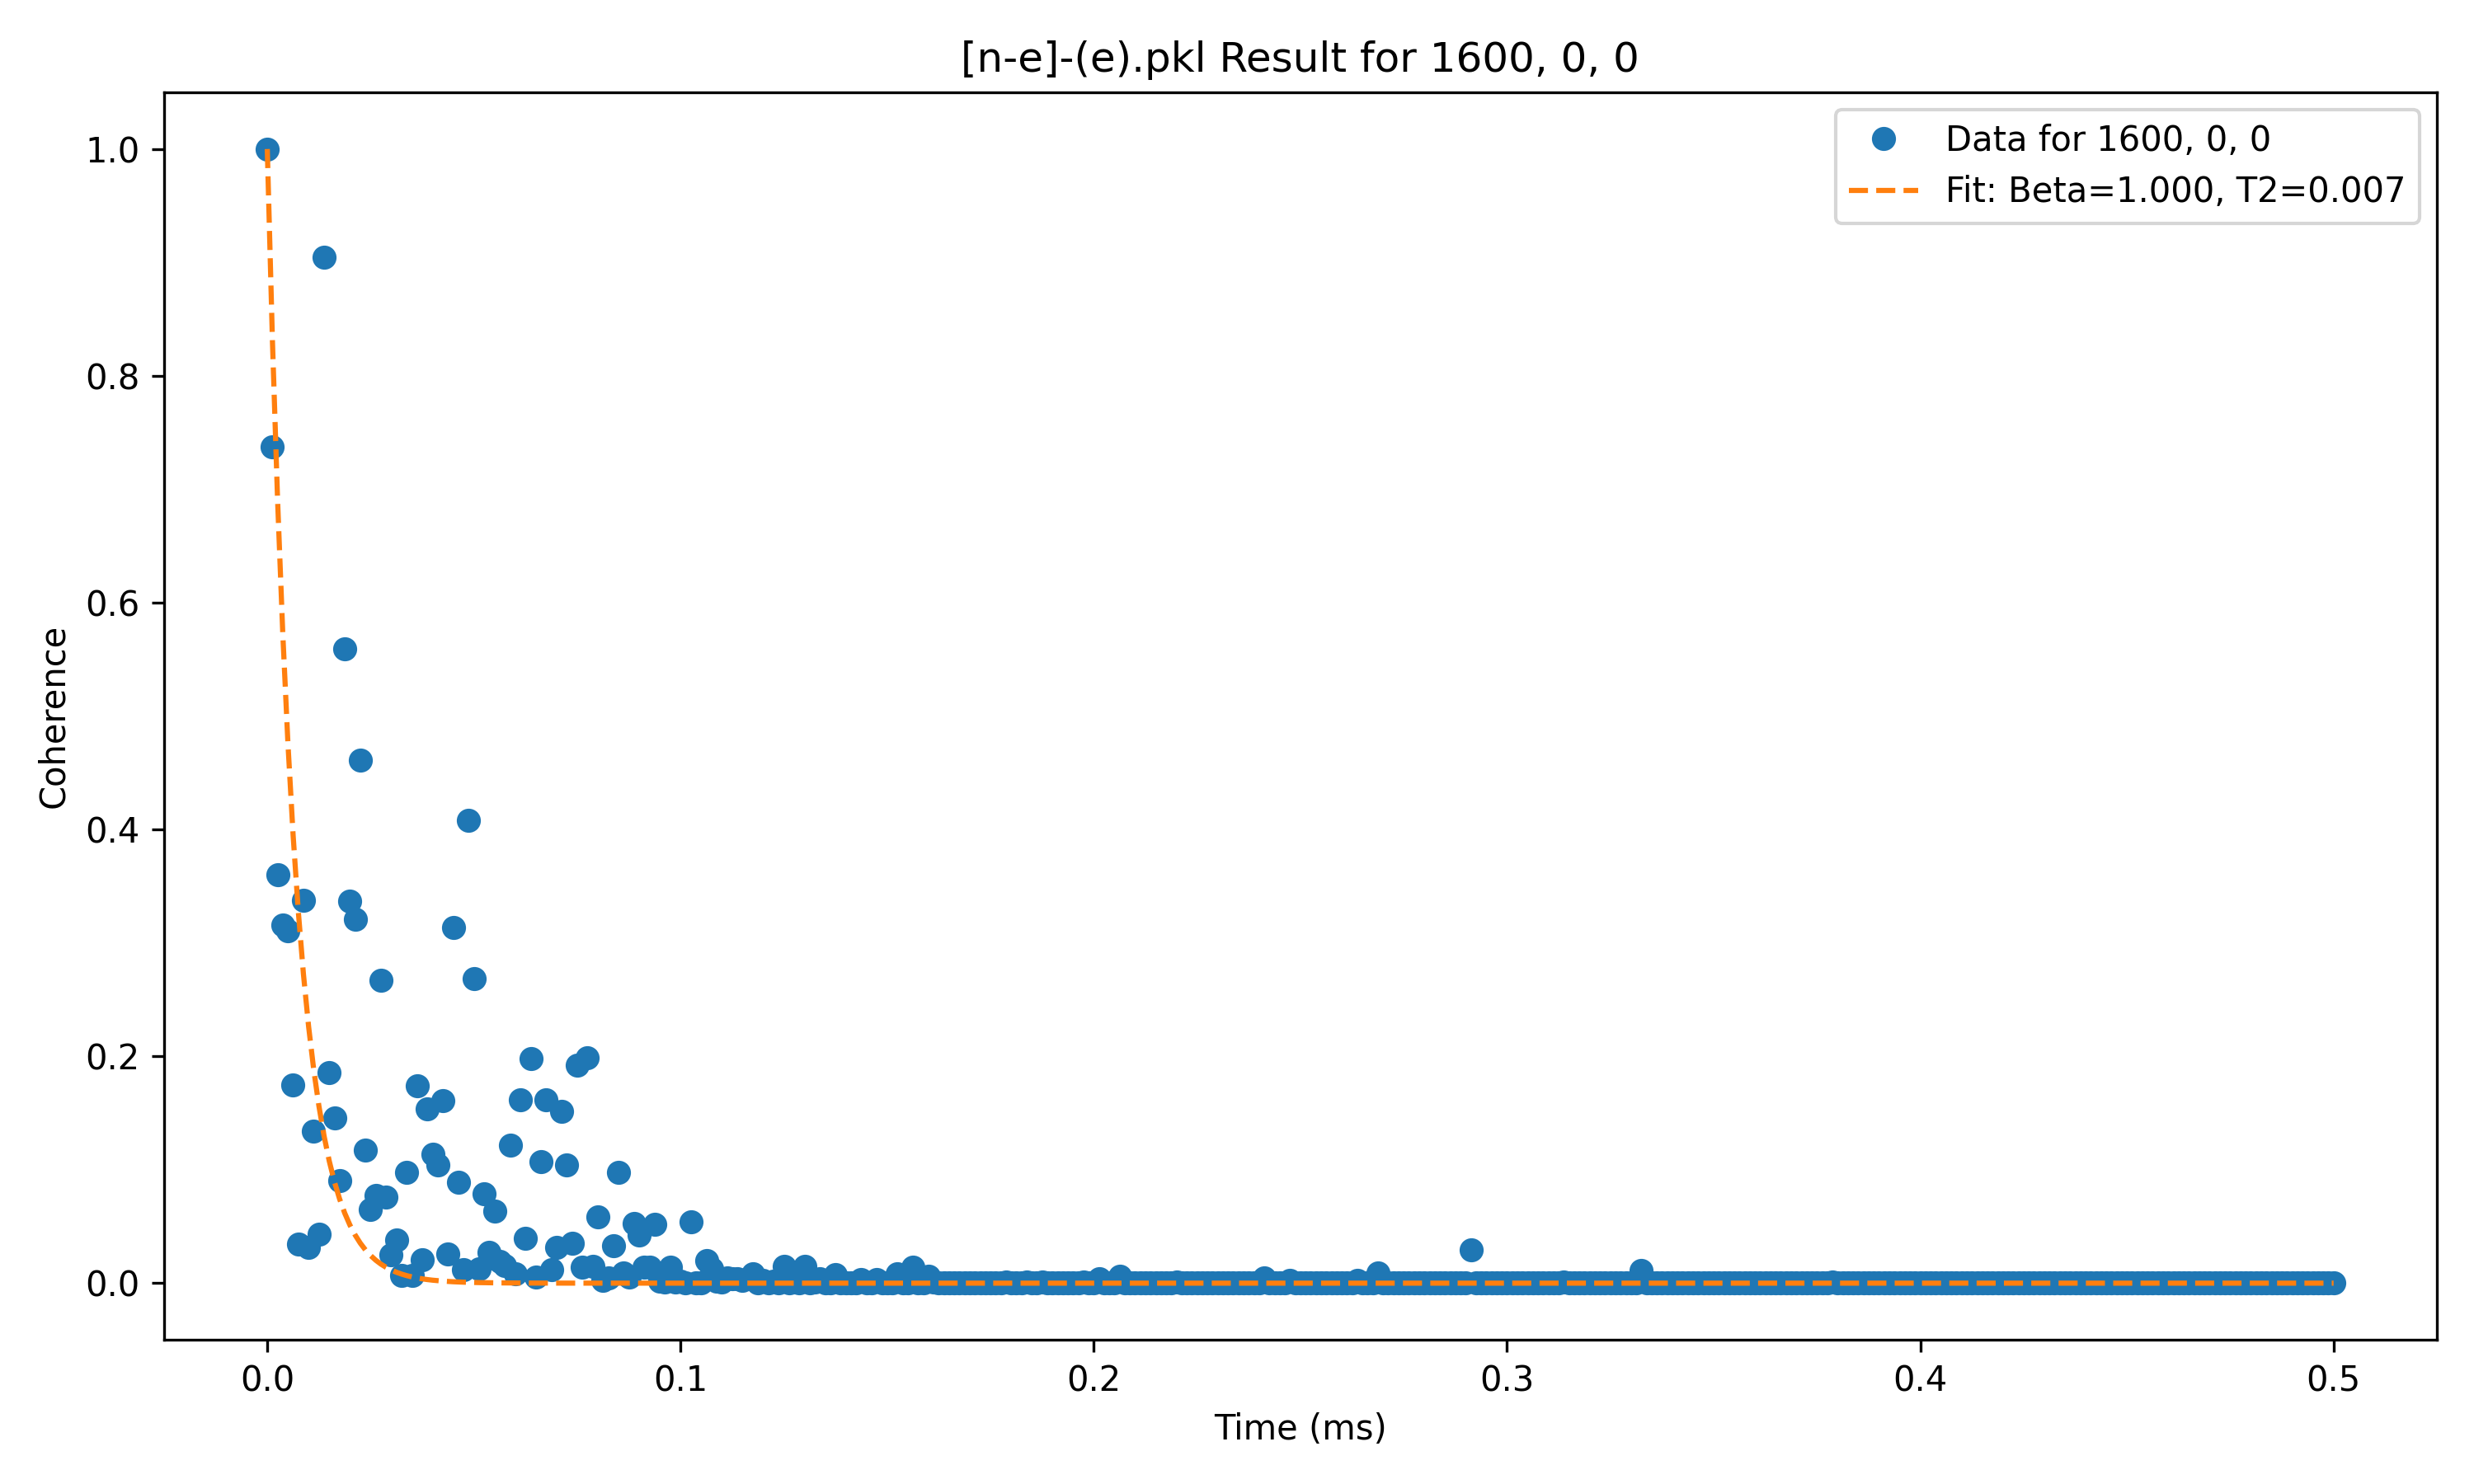 [n-e]-(e).pkl Result for 1600, 0, 0
Data for 1600, 0, 0
Fit: Beta=1.000, T2=0.007
Coherence
1.0
0.8
0.6
0.4
0.2
0.0
0.0 0.1 0.2 0.3 0.4 0.5
Time (ms)